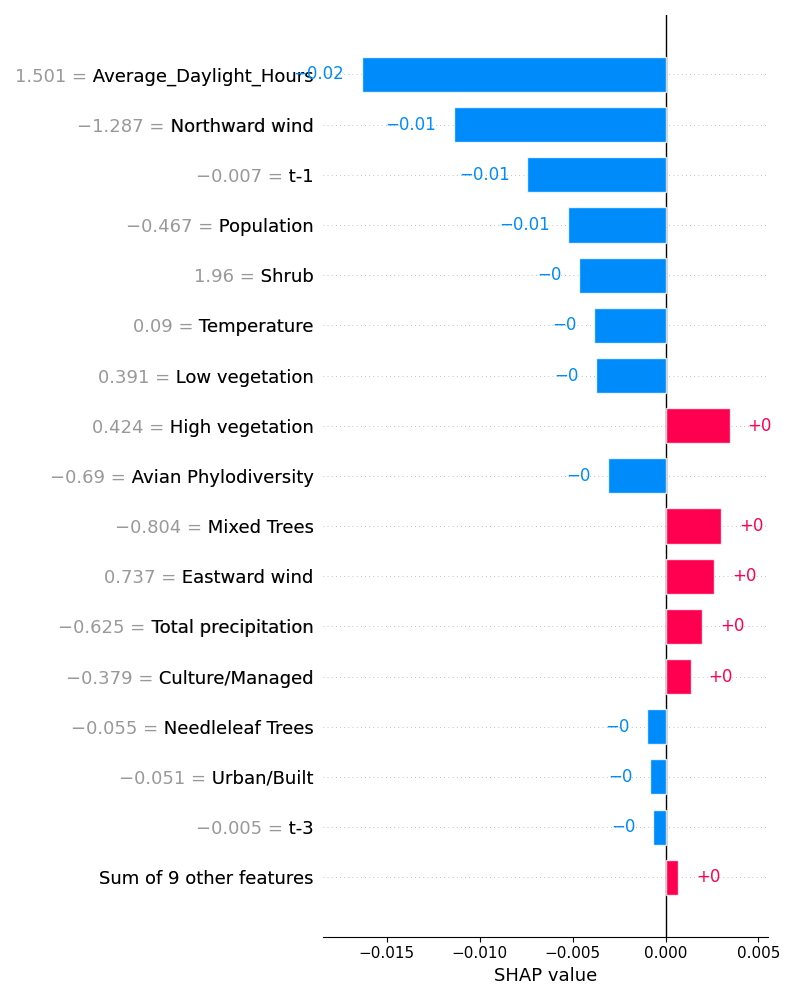 1.501 = Average_Daylight_Hours −0.02
−1.287 = Northward wind −0.01
−0.007 = t-1 −0.01
−0.467 = Population −0.01
1.96 = Shrub −0
0.09 = Temperature −0
0.391 = Low vegetation −0
0.424 = High vegetation +0
−0.69 = Avian Phylodiversity −0
−0.804 = Mixed Trees +0
0.737 = Eastward wind +0
−0.625 = Total precipitation +0
−0.379 = Culture/Managed +0
−0.055 = Needleleaf Trees −0
−0.051 = Urban/Built −0
−0.005 = t-3 −0
Sum of 9 other features +0
−0.015 −0.010 −0.005 0.000 0.005
SHAP value